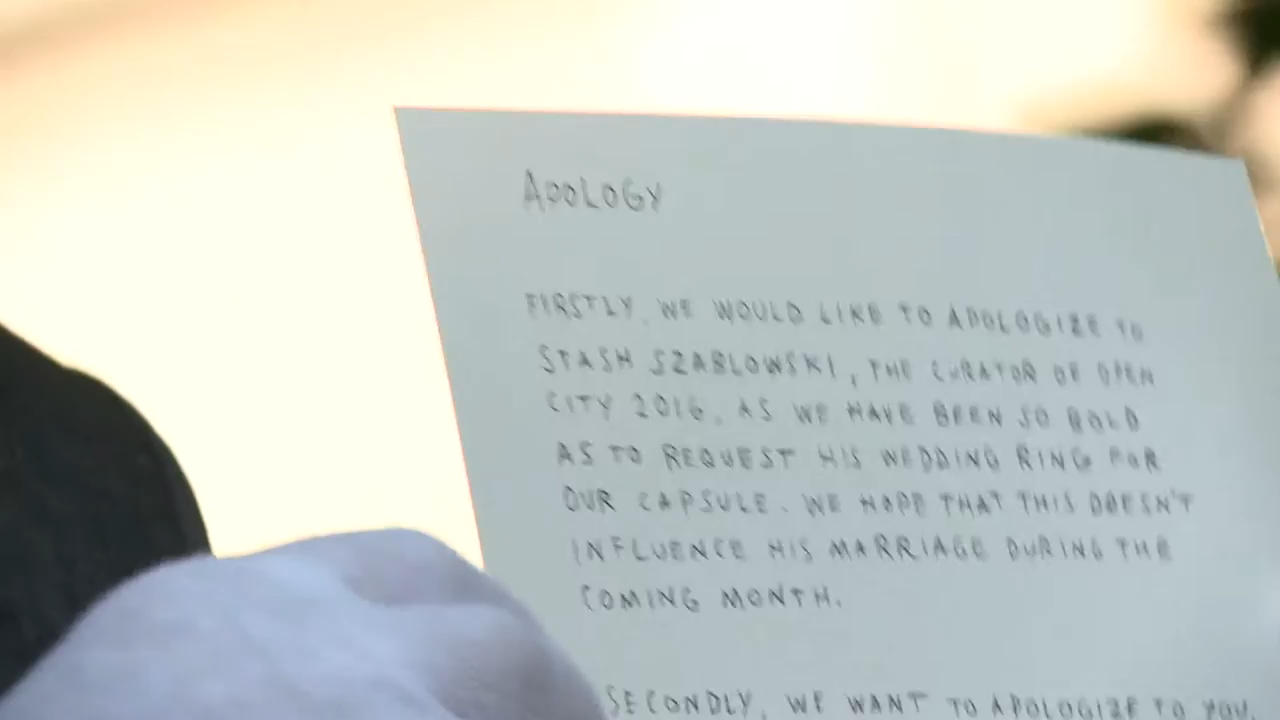 APOLOGY
FIRSTLY, WE WOULD LIKE TO APOLOGIZE TO
STASH SZABLOWSKI, THE CURATOR OF OPEN
CITY 2016, AS WE HAVE BEEN SO BOLD
AS TO REQUEST HIS WEDDING RING FOR
OUR CAPSULE. WE HOPE THAT THIS DOESN'T
INFLUENCE HIS MARRIAGE DURING THE
COMING MONTH.
SECONDLY, WE WANT TO APOLOGIZE TO YOU,